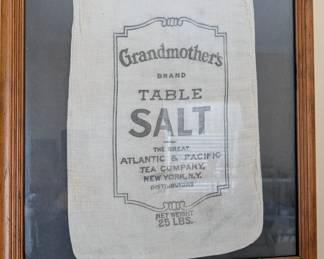 Grandmother's
BRAND
TABLE
SALT
THE GREAT
ATLANTIC & PACIFIC
TEA COMPANY,
NEW YORK, N.Y.
DISTRIBUTORS
NET WEIGHT
25 LBS.